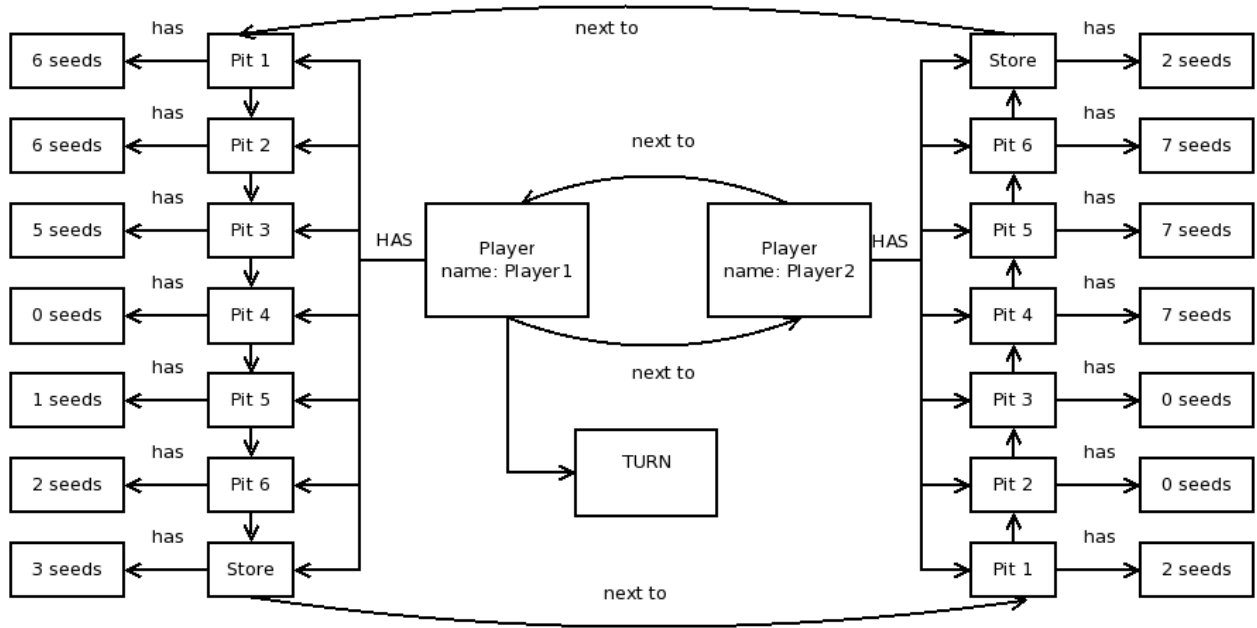 next to
has
6 seeds
Pit 1
Store
has
2 seeds
has
6 seeds
Pit 2
next to
Pit 6
has
7 seeds
has
5 seeds
Pit 3
HAS
Player
name: Player1
Player
name: Player2
HAS
Pit 5
has
7 seeds
has
0 seeds
Pit 4
Pit 4
has
7 seeds
next to
has
1 seeds
Pit 5
Pit 3
has
0 seeds
TURN
has
2 seeds
Pit 6
Pit 2
has
0 seeds
has
3 seeds
Store
Pit 1
has
2 seeds
next to